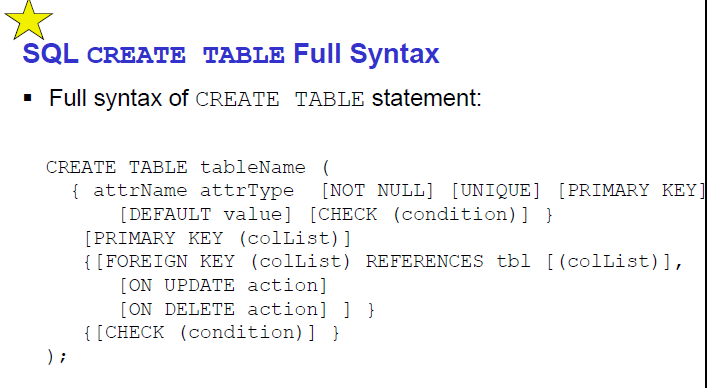 SQL CREATE TABLE Full Syntax
▪ Full syntax of CREATE TABLE statement:
CREATE TABLE tableName (
{ attrName attrType [NOT NULL] [UNIQUE] [PRIMARY KEY]
[DEFAULT value] [CHECK (condition)] }
[PRIMARY KEY (colList)]
{[FOREIGN KEY (colList) REFERENCES tbl [(colList)],
[ON UPDATE action]
[ON DELETE action] ] }
{[CHECK (condition)] }
);